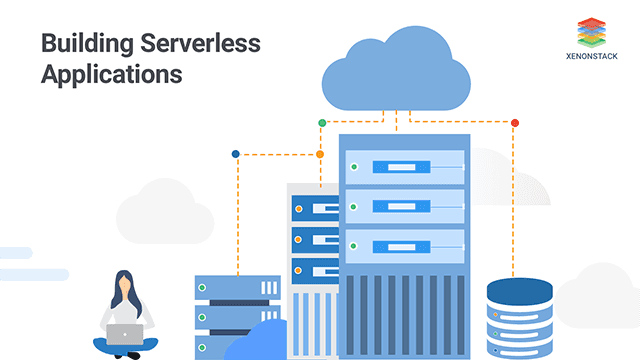 Building Serverless
Applications
XENONSTACK